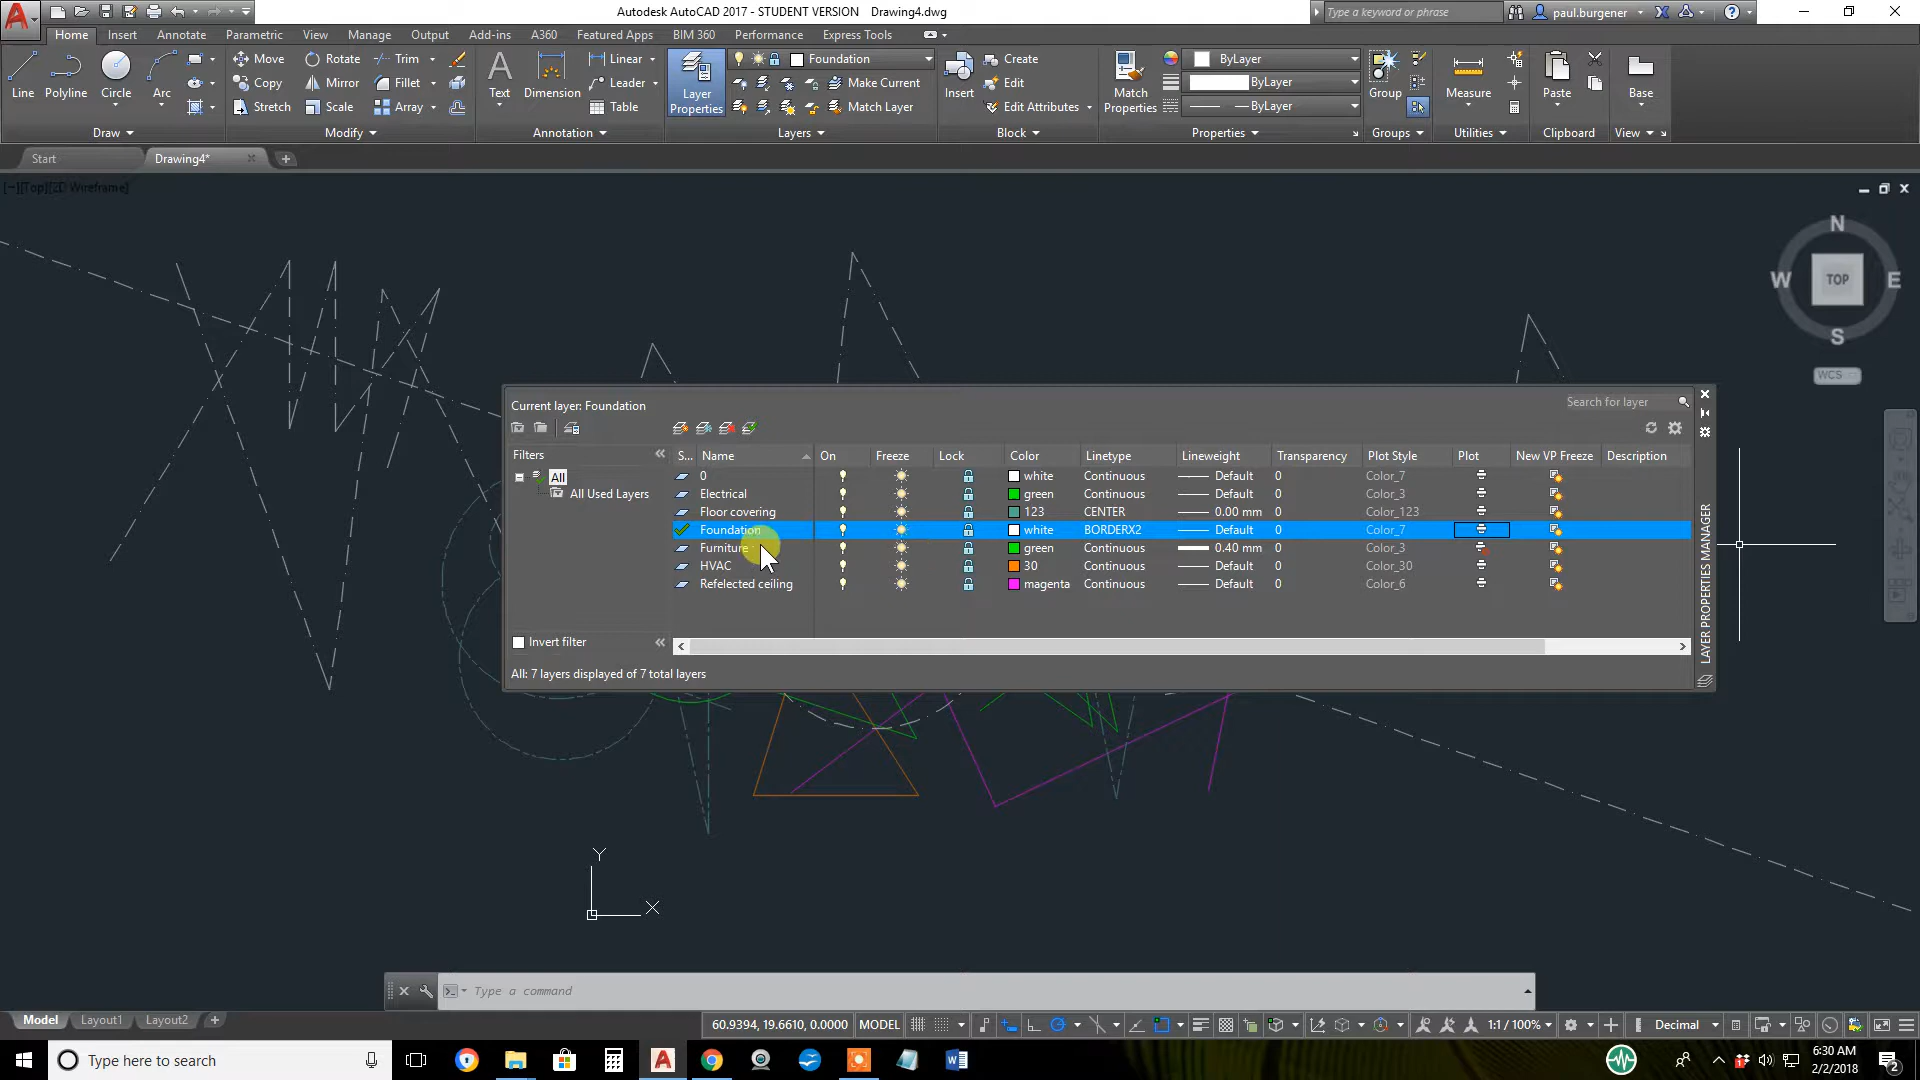 Autodesk AutoCAD 2017 - STUDENT VERSION    Drawing4.dwg
Type a keyword or phrase
paul.burgener
Home Insert Annotate Parametric View Manage Output Add-ins A360 Featured Apps BIM 360 Performance Express Tools
Line Polyline Circle Arc
Move Rotate Trim
Copy Mirror Fillet
Stretch Scale Array
Text Dimension
Linear
Leader
Table
Layer
Properties
Foundation
Make Current
Match Layer
Insert
Create
Edit
Edit Attributes
Match
Properties
ByLayer
ByLayer
ByLayer
Group
Measure
Paste
Base
Draw Modify Annotation Layers Block Properties Groups Utilities Clipboard View
Start Drawing4*
[−][Top][2D Wireframe]
N
W TOP E
S
WCS
Current layer: Foundation
Search for layer
Filters
All
All Used Layers
S... Name On Freeze Lock Color Linetype Lineweight Transparency Plot Style Plot New VP Freeze Description
0 white Continuous Default 0 Color_7
Electrical green Continuous Default 0 Color_3
Floor covering 123 CENTER 0.00 mm 0 Color_123
Foundation white BORDERX2 Default 0 Color_7
Furniture green Continuous 0.40 mm 0 Color_3
HVAC 30 Continuous Default 0 Color_30
Refelected ceiling magenta Continuous Default 0 Color_6
Invert filter
All: 7 layers displayed of 7 total layers
LAYER PROPERTIES MANAGER
Y
X
Type a command
Model Layout1 Layout2
60.9394, 19.6610, 0.0000 MODEL
1:1 / 100%
Decimal
Type here to search
6:30 AM
2/2/2018
2